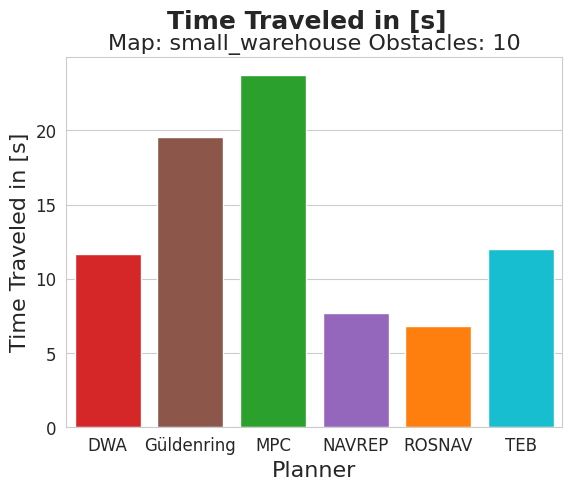 Time Traveled in [s]
Map: small_warehouse Obstacles: 10
Time Traveled in [s]
20
15
10
5
0
DWA Güldenring MPC NAVREP ROSNAV TEB
Planner